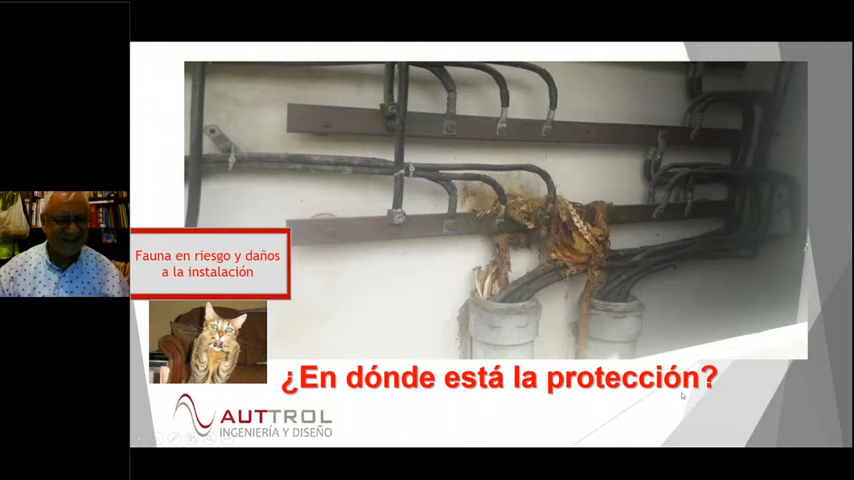 Fauna en riesgo y daños
a la instalación
¿En dónde está la protección?
AUTTROL
INGENIERÍA Y DISEÑO